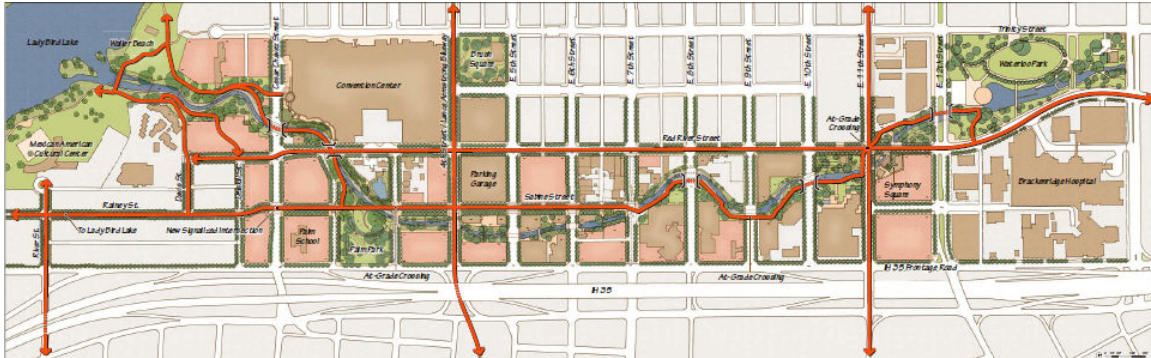 Lady Bird Lake
Waller Beach
Cesar Chavez Street
Convention Center
Brush
Square
E. 5th Street
E. 6th Street
E. 7th Street
E. 8th Street
E. 9th Street
E. 10th Street
E. 11th Street
E. 12th Street
Trinity Street
Waterloo Park
At-Grade
Crossing
Red River Street
Mexican American
Cultural Center
Parking
Garage
Symphony
Square
Brackenridge Hospital
Rainey St.
Sabine Street
River St.
To Lady Bird Lake
New Signalized Intersection
Palm
School
Palm Park
At-Grade Crossing
At-Grade Crossing
IH 35 Frontage Road
IH 35